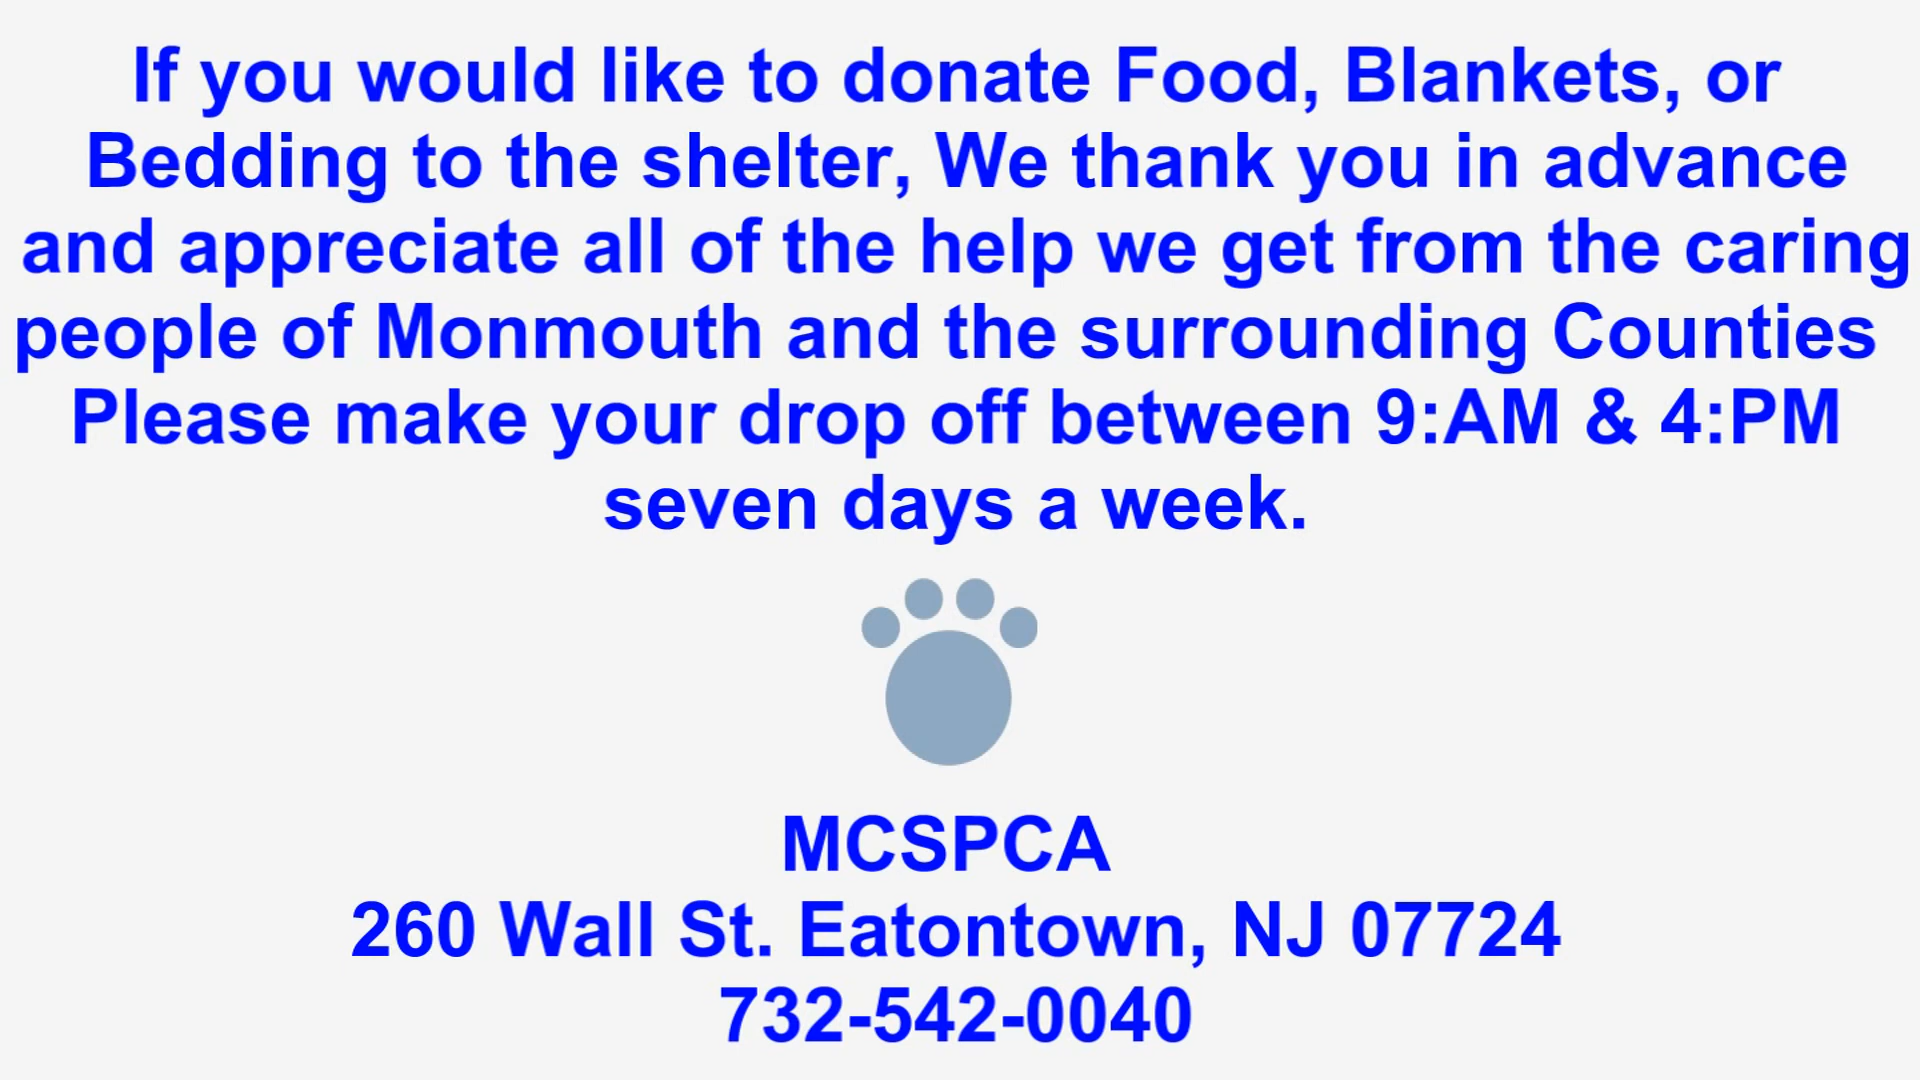 If you would like to donate Food, Blankets, or
Bedding to the shelter, We thank you in advance
and appreciate all of the help we get from the caring
people of Monmouth and the surrounding Counties
Please make your drop off between 9:AM & 4:PM
seven days a week.
MCSPCA
260 Wall St. Eatontown, NJ 07724
732-542-0040